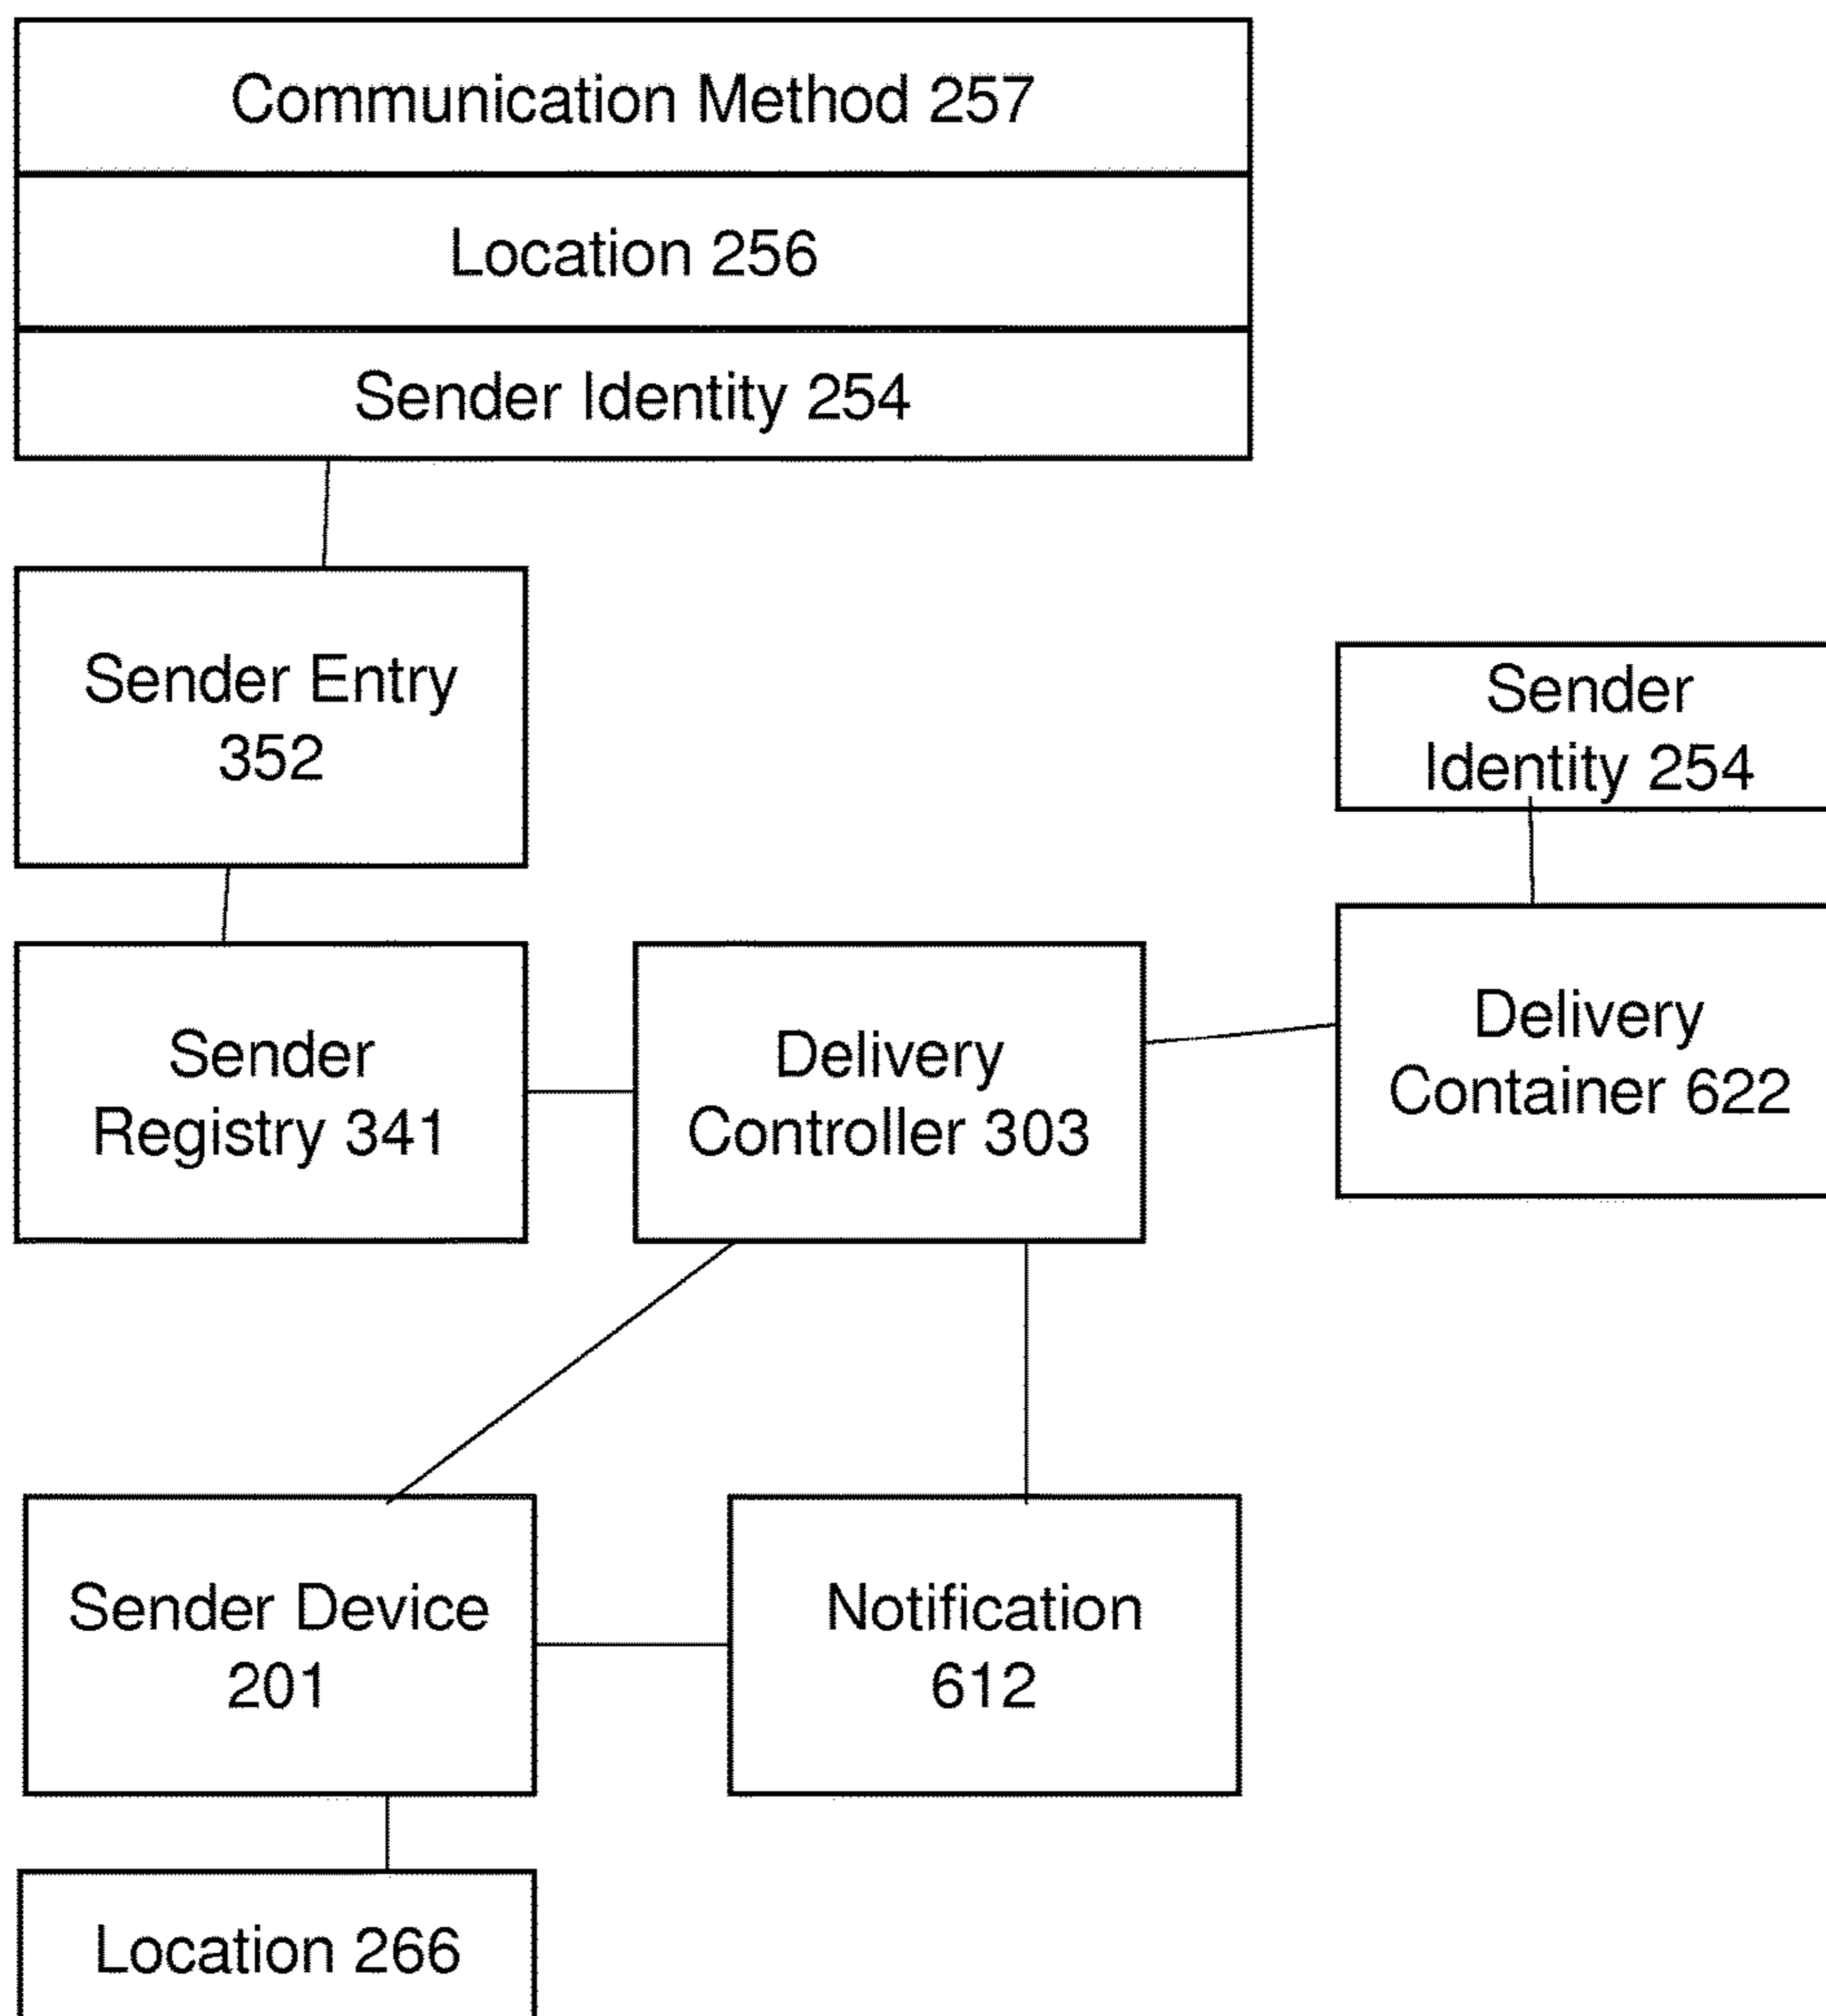 Communication Method 257
Location 256
Sender Identity 254
Sender Entry
352
Sender
Identity 254
Sender
Registry 341
Delivery
Controller 303
Delivery
Container 622
Sender Device
201
Notification
612
Location 266